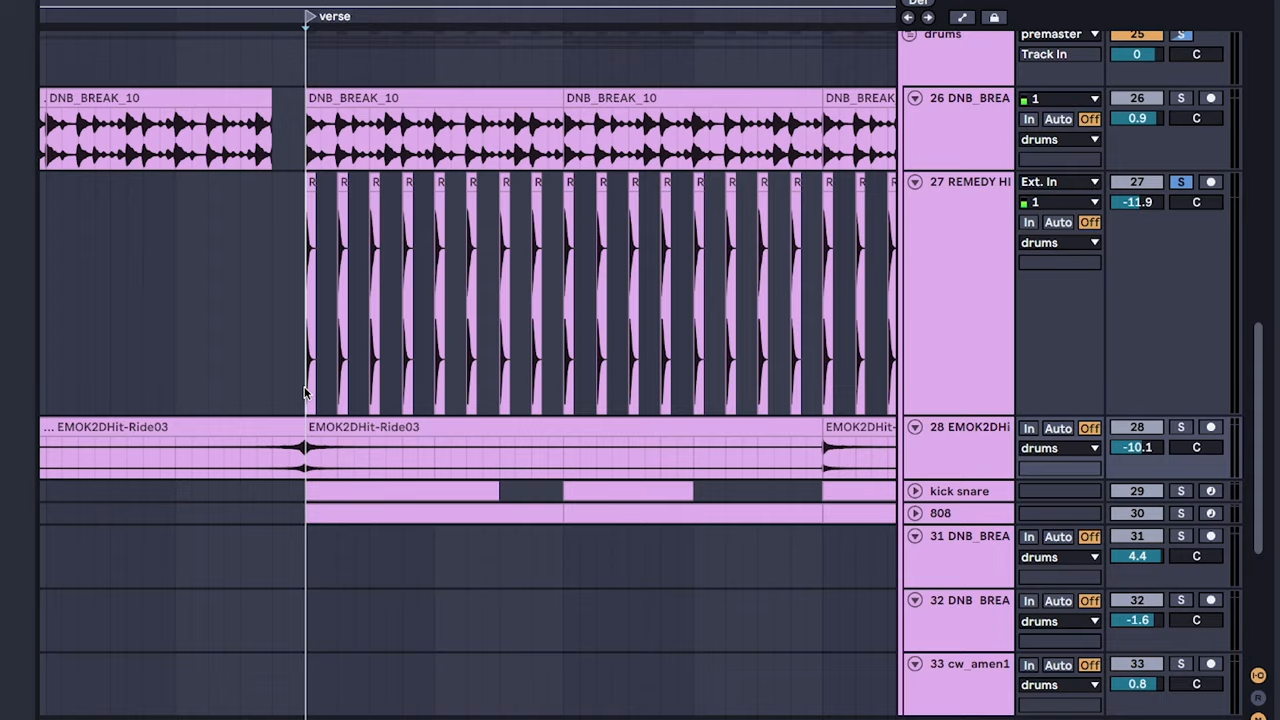 Del
verse
drums premaster 25 S
Track In 0 C
DNB_BREAK_10 DNB_BREAK_10 DNB_BREAK_10 DNB_BREAK
26 DNB_BREA 1 26 S
In Auto Off 0.9 C
drums
R R R R R R R R R R R R R R R R R R
27 REMEDY HI Ext. In 27 S
1 -11.9 C
In Auto Off
drums
... EMOK2DHit-Ride03 EMOK2DHit-Ride03 EMOK2DHit-
28 EMOK2DHi In Auto Off 28 S
drums -10.1 C
kick snare 29 S
808 30 S
31 DNB_BREA In Auto Off 31 S
drums 4.4 C
32 DNB BREA In Auto Off 32 S
drums -1.6 C
33 cw_amen1 In Auto Off 33 S
drums 0.8 C
I·O
R